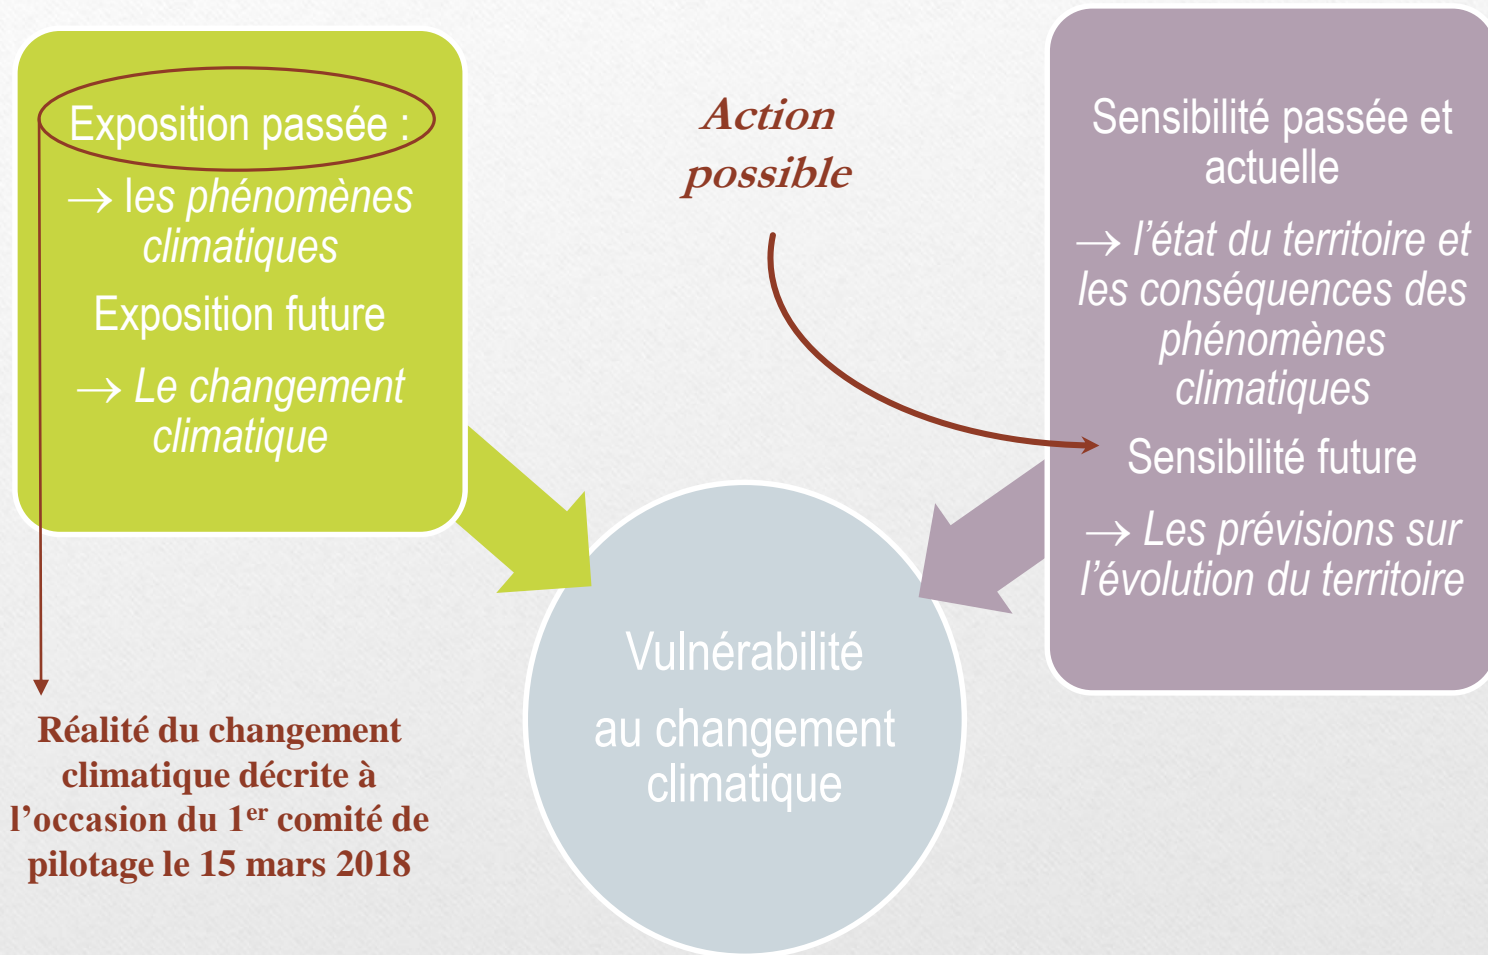 Exposition passée :
→ les phénomènes
climatiques
Exposition future
→ Le changement
climatique
Action
possible
Sensibilité passée et
actuelle
→ l’état du territoire et
les conséquences des
phénomènes
climatiques
Sensibilité future
→ Les prévisions sur
l’évolution du territoire
Vulnérabilité
au changement
climatique
Réalité du changement
climatique décrite à
l’occasion du 1er comité de
pilotage le 15 mars 2018